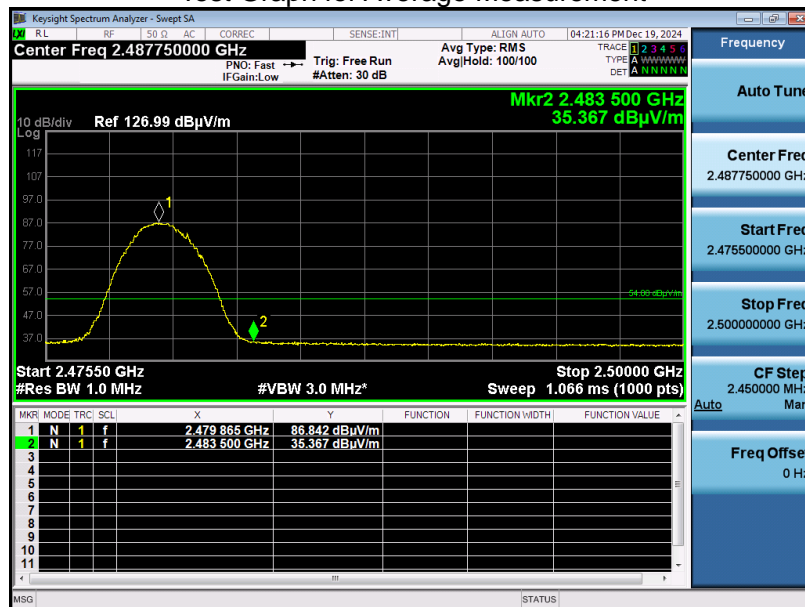 Test Graph for Average Measurement
Keysight Spectrum Analyzer - Swept SA
LXI RL RF 50 Ω AC CORREC SENSE:INT ALIGN AUTO 04:21:16 PM Dec 19, 2024
Center Freq 2.487750000 GHz
PNO: Fast
IFGain:Low
Trig: Free Run
#Atten: 30 dB
Avg Type: RMS
Avg|Hold: 100/100
TRACE 1 2 3 4 5 6
TYPE A WWWWW
DET A N N N N N
Mkr2 2.483 500 GHz
35.367 dBµV/m
10 dB/div Ref 126.99 dBµV/m
Log
117
107
97.0
87.0
77.0
67.0
57.0
47.0
37.0
1
2
54.00 dBµV/m
Start 2.47550 GHz Stop 2.50000 GHz
#Res BW 1.0 MHz #VBW 3.0 MHz* Sweep 1.066 ms (1000 pts)
MKR MODE TRC SCL X Y FUNCTION FUNCTION WIDTH FUNCTION VALUE
1 N 1 f 2.479 865 GHz 86.842 dBµV/m
2 N 1 f 2.483 500 GHz 35.367 dBµV/m
3
4
5
6
7
8
9
10
11
MSG STATUS
Frequency
Auto Tune
Center Freq
2.487750000 GHz
Start Freq
2.475500000 GHz
Stop Freq
2.500000000 GHz
CF Step
2.450000 MHz
Auto Man
Freq Offset
0 Hz